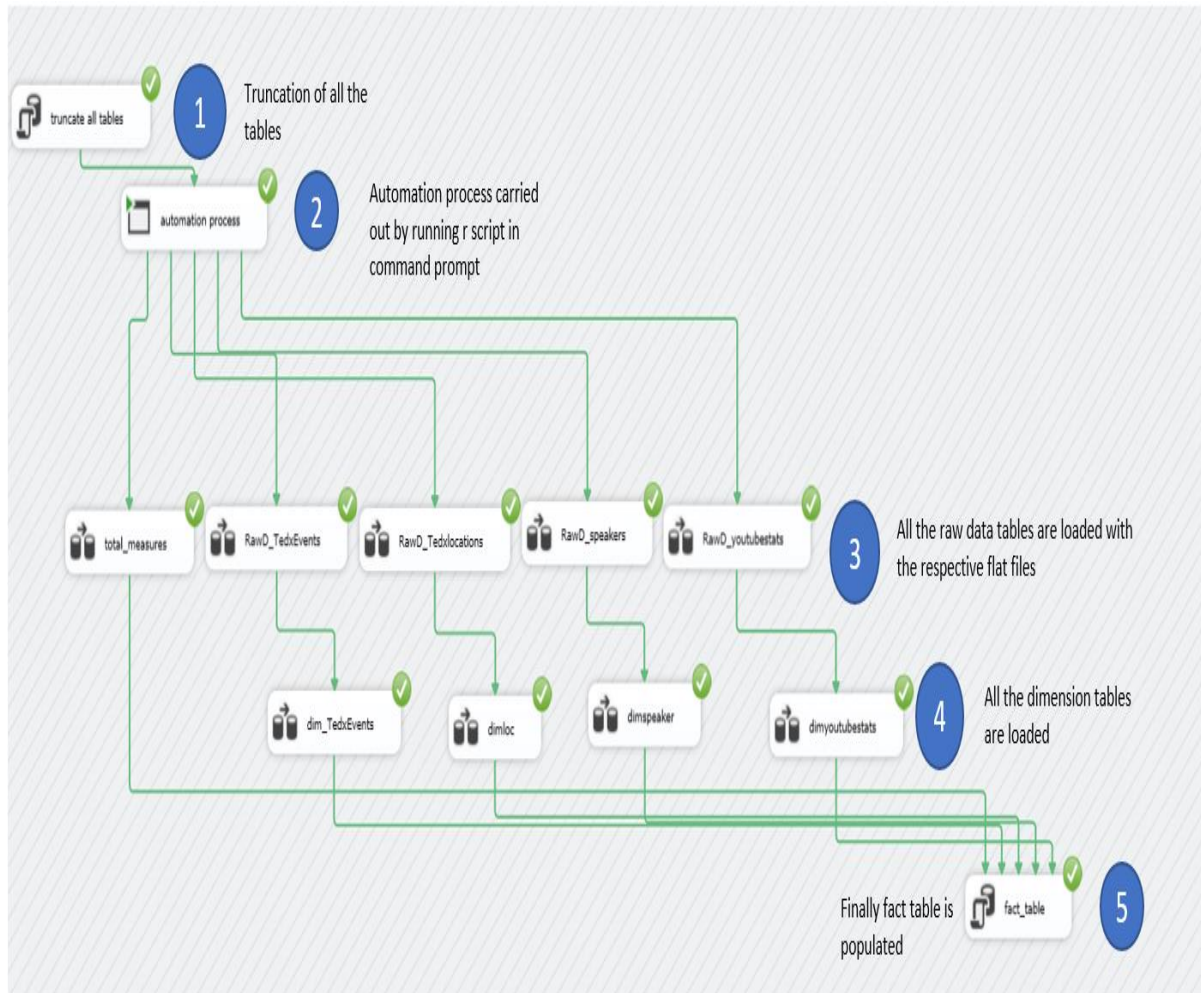 truncate all tables
1
Truncation of all the
tables
automation process
2
Automation process carried
out by running r script in
command prompt
total_measures
RawD_TedxEvents
RawD_Tedxlocations
RawD_speakers
RawD_youtubestats
3
All the raw data tables are loaded with
the respective flat files
dim_TedxEvents
dimloc
dimspeaker
dimyoutubestats
4
All the dimension tables
are loaded
Finally fact table is
populated
fact_table
5